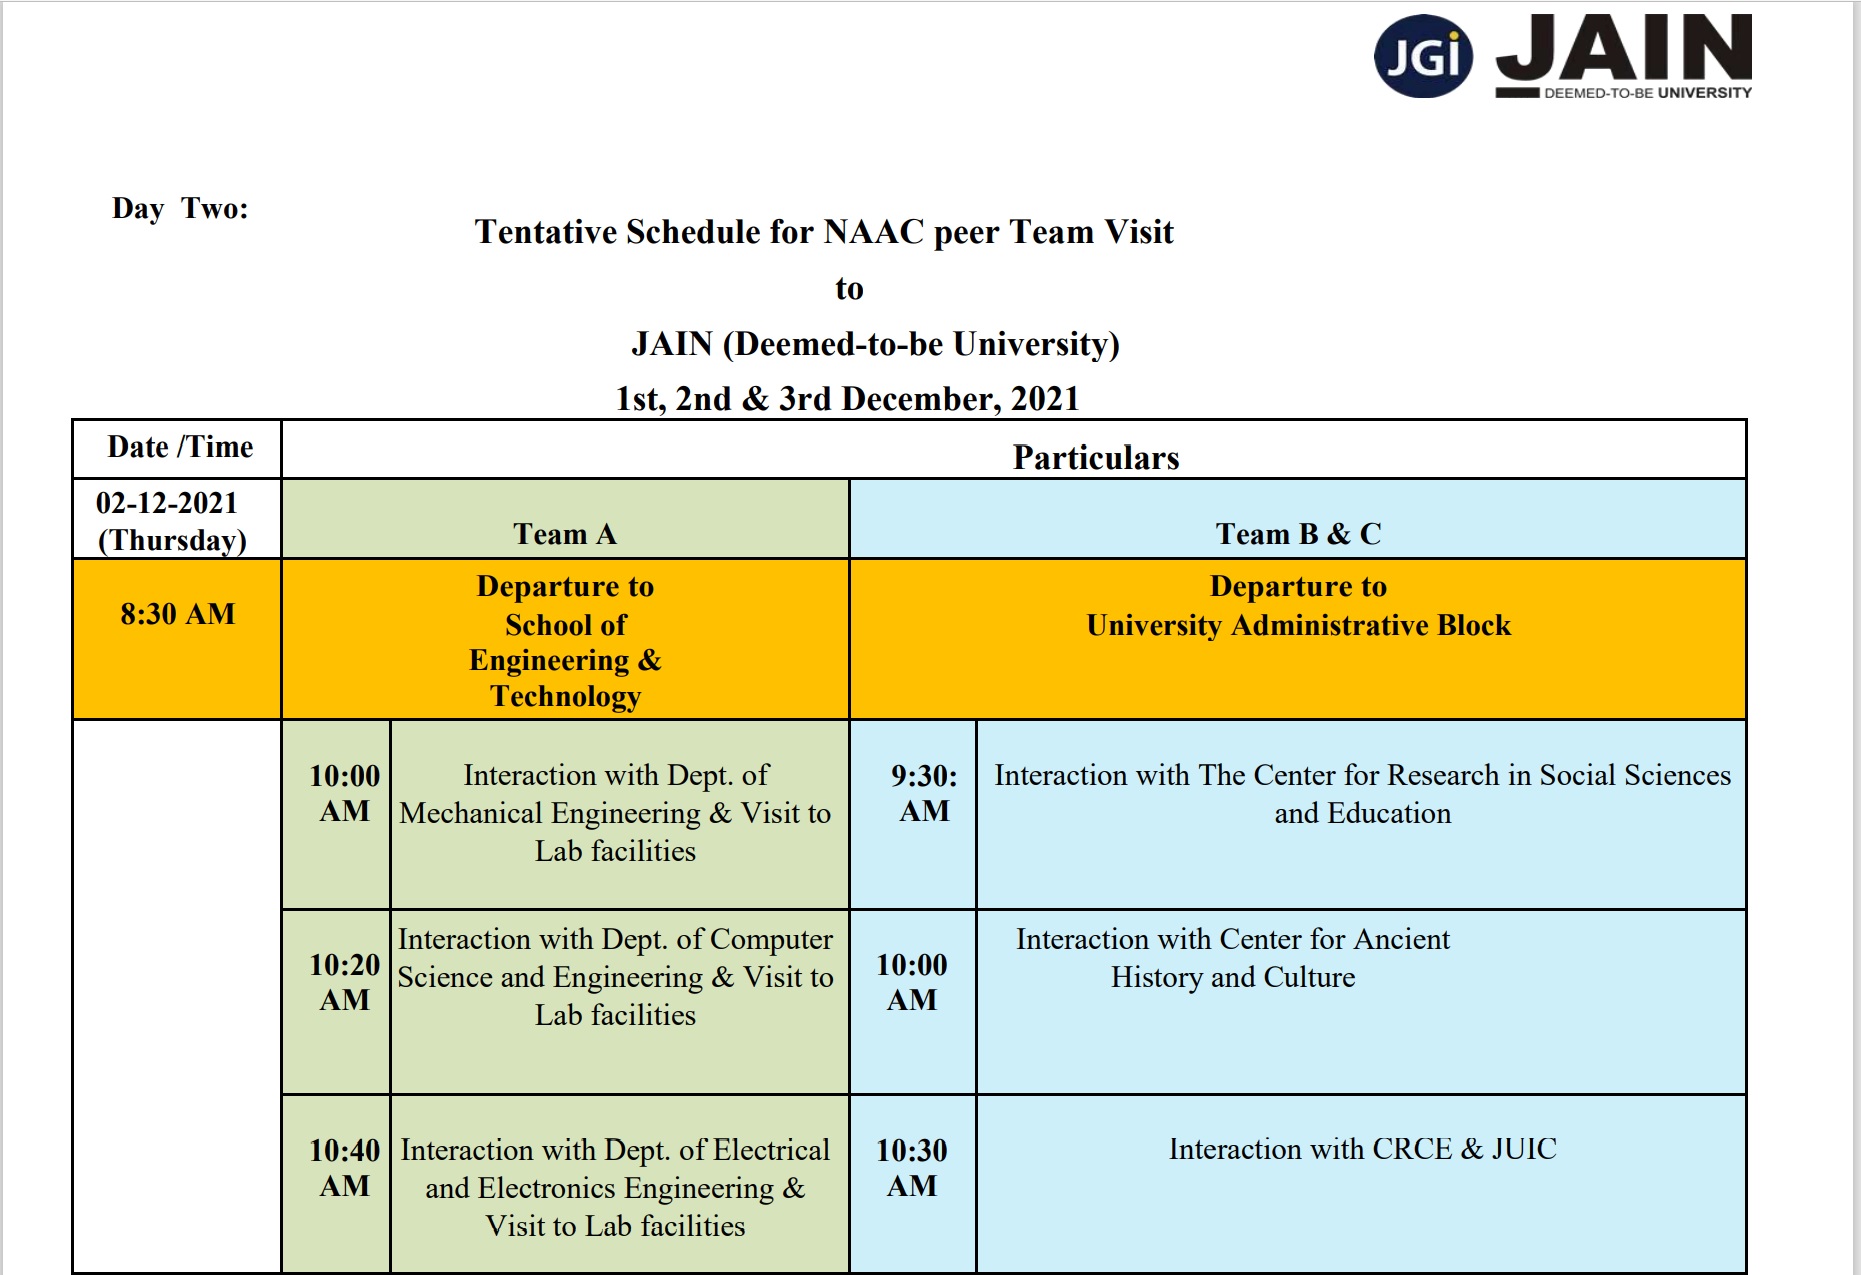 JGi JAIN
DEEMED-TO-BE UNIVERSITY
Day Two:
Tentative Schedule for NAAC peer Team Visit
to
JAIN (Deemed-to-be University)
1st, 2nd & 3rd December, 2021
Date /Time
Particulars
02-12-2021
(Thursday)
Team A
Team B & C
8:30 AM
Departure to
School of
Engineering &
Technology
Departure to
University Administrative Block
10:00
AM
Interaction with Dept. of
Mechanical Engineering & Visit to
Lab facilities
9:30:
AM
Interaction with The Center for Research in Social Sciences
and Education
10:20
AM
Interaction with Dept. of Computer
Science and Engineering & Visit to
Lab facilities
10:00
AM
Interaction with Center for Ancient
History and Culture
10:40
AM
Interaction with Dept. of Electrical
and Electronics Engineering &
Visit to Lab facilities
10:30
AM
Interaction with CRCE & JUIC